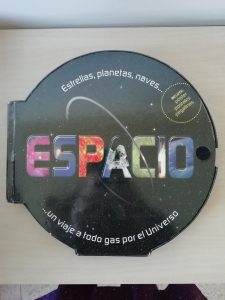 Estrellas, planetas, naves...
ESPACIO
...un viaje a todo gas por el Universo